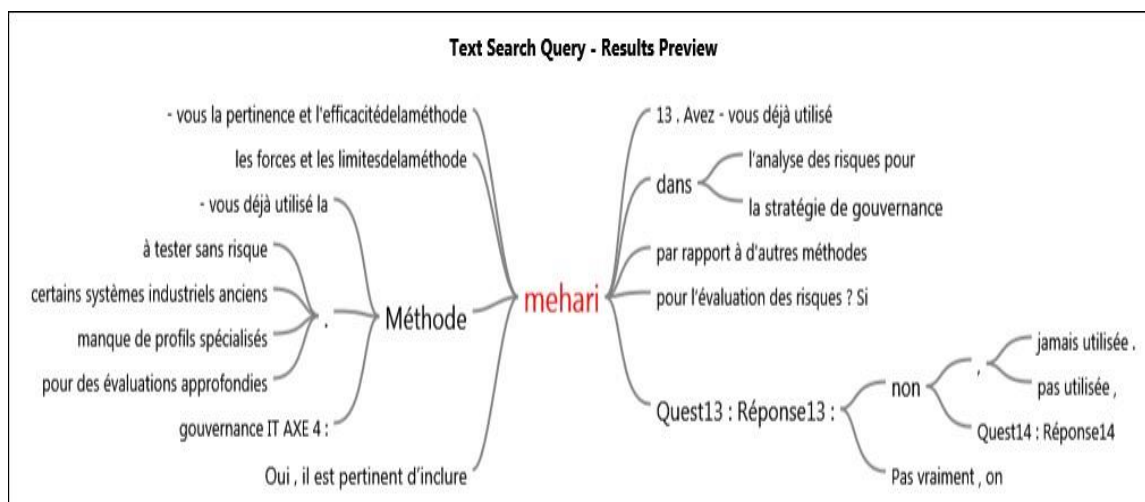 Text Search Query - Results Preview
- vous la pertinence et l'efficacitédelaméthode
les forces et les limitesdelaméthode
- vous déjà utilisé la
à tester sans risque
certains systèmes industriels anciens
manque de profils spécialisés
pour des évaluations approfondies
.
Méthode
gouvernance IT AXE 4 :
Oui , il est pertinent d'inclure
mehari
13 . Avez - vous déjà utilisé
dans
l'analyse des risques pour
la stratégie de gouvernance
par rapport à d'autres méthodes
pour l'évaluation des risques ? Si
Quest13 : Réponse13 :
non
,
jamais utilisée .
pas utilisée ,
Quest14 : Réponse14
Pas vraiment , on